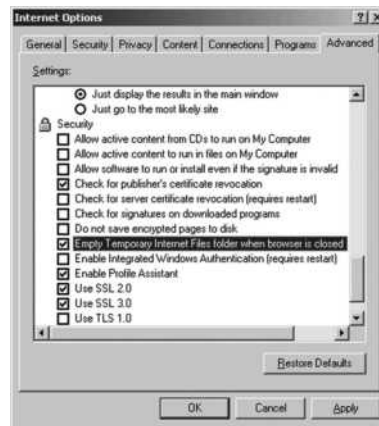 Internet Options
General Security Privacy Content Connections Programs Advanced
Settings:
Just display the results in the main window
Just go to the most likely site
Security
Allow active content from CDs to run on My Computer
Allow active content to run in files on My Computer
Allow software to run or install even if the signature is invalid
Check for publisher's certificate revocation
Check for server certificate revocation (requires restart)
Check for signatures on downloaded programs
Do not save encrypted pages to disk
Empty Temporary Internet Files folder when browser is closed
Enable Integrated Windows Authentication (requires restart)
Enable Profile Assistant
Use SSL 2.0
Use SSL 3.0
Use TLS 1.0
Restore Defaults
OK Cancel Apply